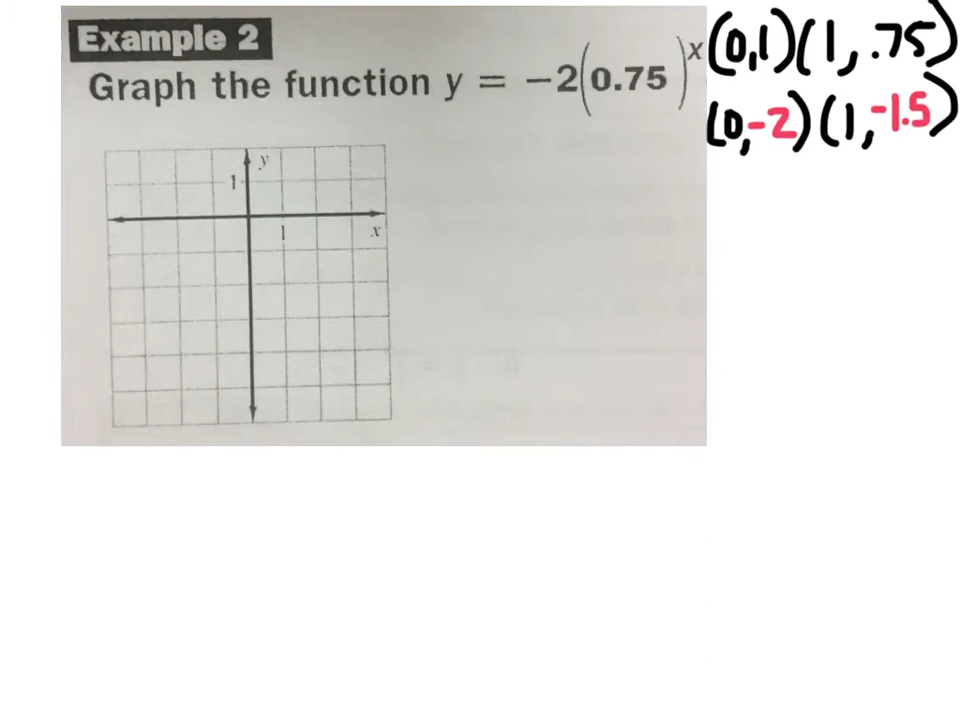 Example 2
Graph the function y = -2(0.75)^x
(0,1)(1,.75)
(0,-2)(1,-1.5)
y
1
1
x